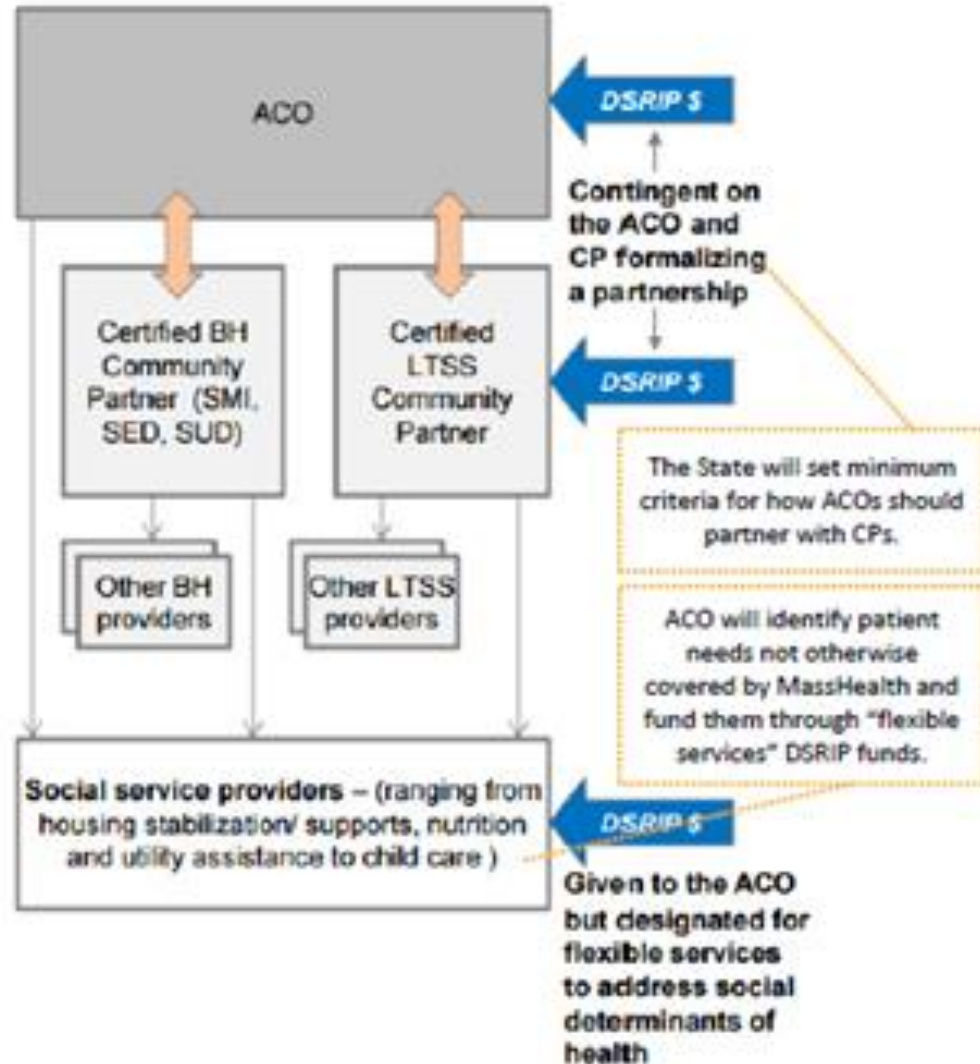 ACO
DSRIP $
Contingent on
the ACO and
CP formalizing
a partnership
Certified BH
Community
Partner (SMI,
SED, SUD)
Certified
LTSS
Community
Partner
DSRIP $
The State will set minimum
criteria for how ACOs should
partner with CPs.
Other BH
providers
Other LTSS
providers
ACO will identify patient
needs not otherwise
covered by MassHealth and
fund them through “flexible
services” DSRIP funds.
Social service providers – (ranging from
housing stabilization/ supports, nutrition
and utility assistance to child care )
DSRIP $
Given to the ACO
but designated for
flexible services
to address social
determinants of
health